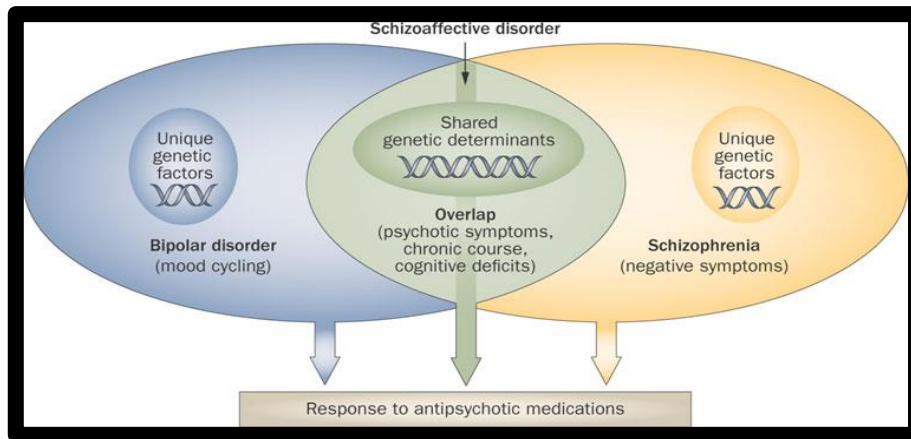 Schizoaffective disorder
Unique
genetic
factors
Shared
genetic determinants
Unique
genetic
factors
Bipolar disorder
(mood cycling)
Overlap
(psychotic symptoms,
chronic course,
cognitive deficits)
Schizophrenia
(negative symptoms)
Response to antipsychotic medications